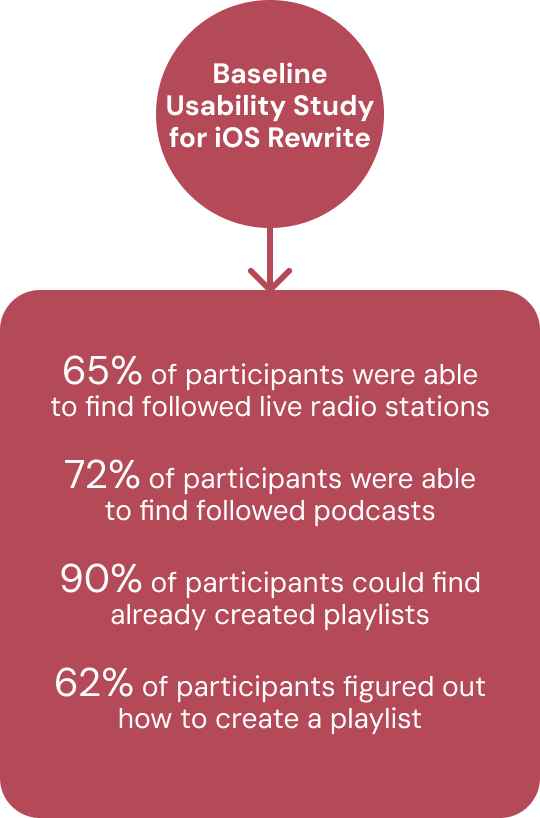 Baseline
Usability Study
for iOS Rewrite
65% of participants were able
to find followed live radio stations
72% of participants were able
to find followed podcasts
90% of participants could find
already created playlists
62% of participants figured out
how to create a playlist